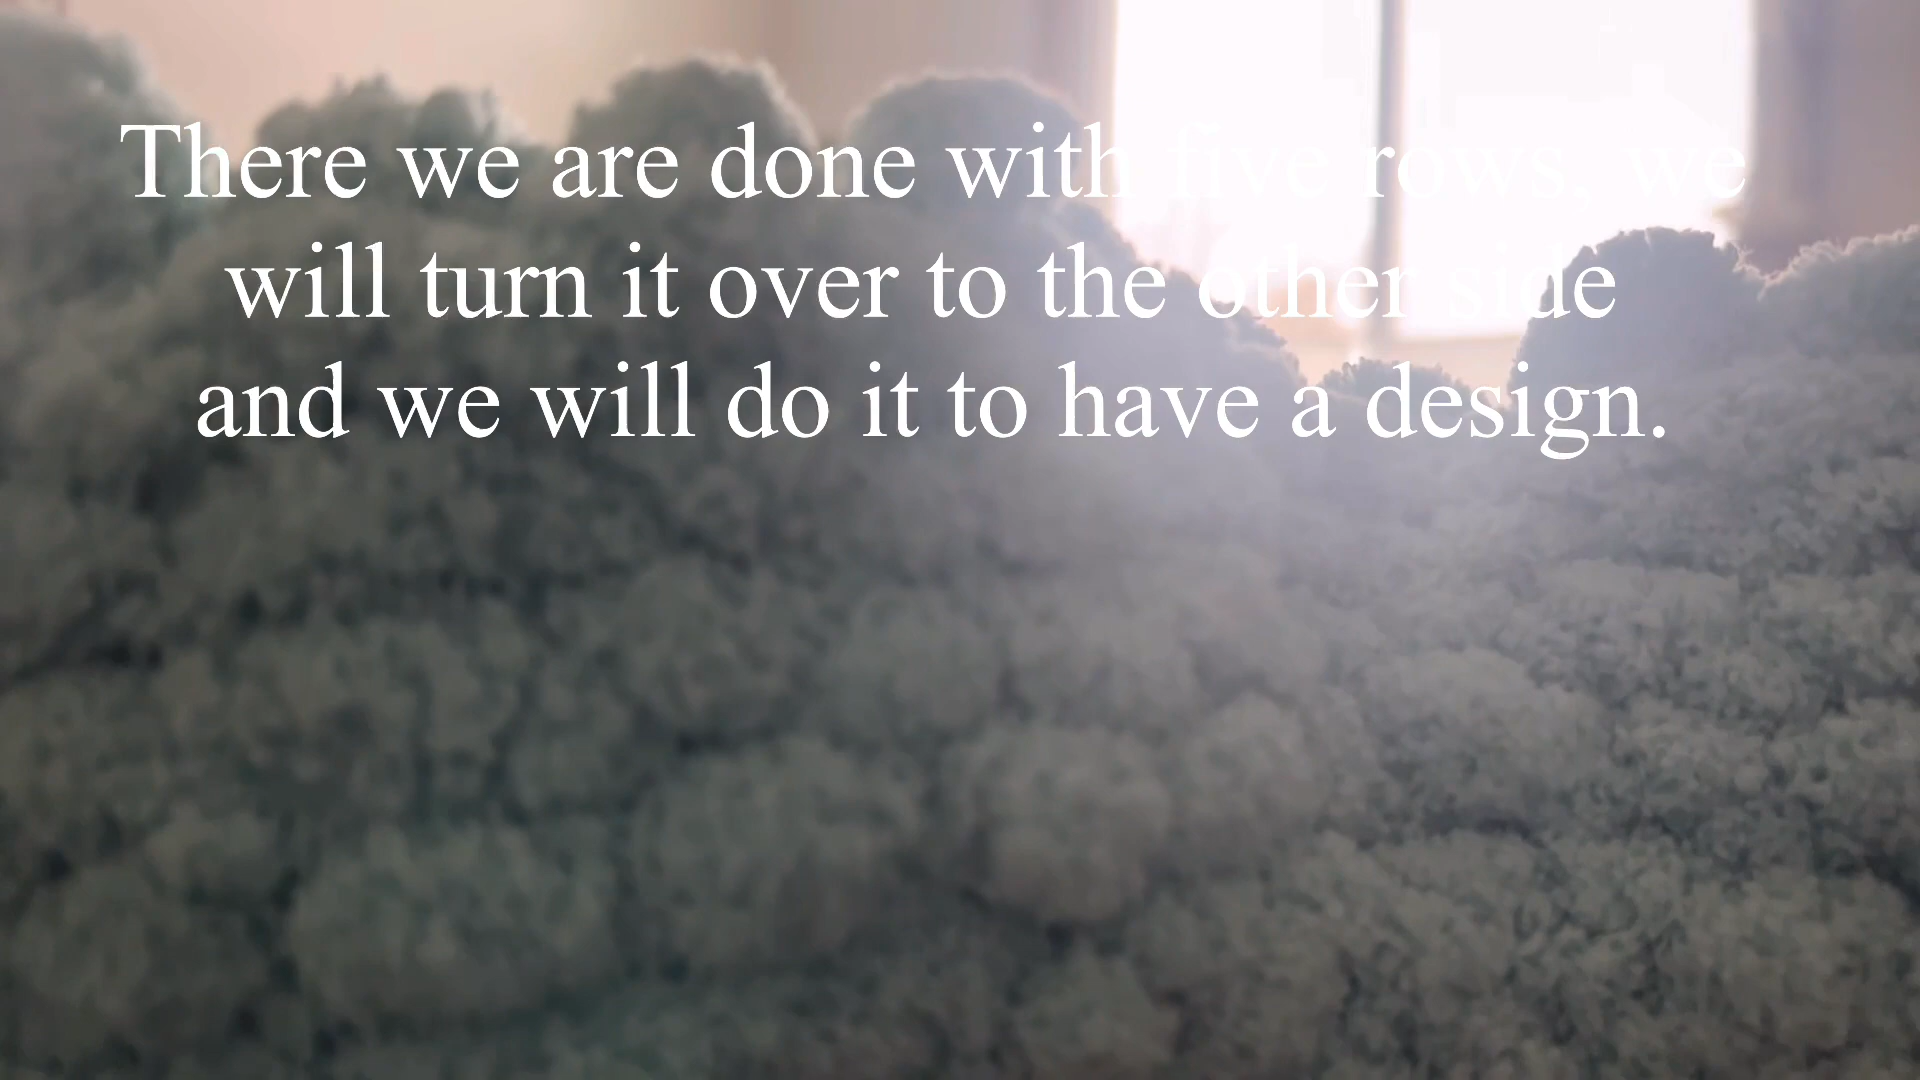 There we are done with five rows, we
will turn it over to the other side
and we will do it to have a design.